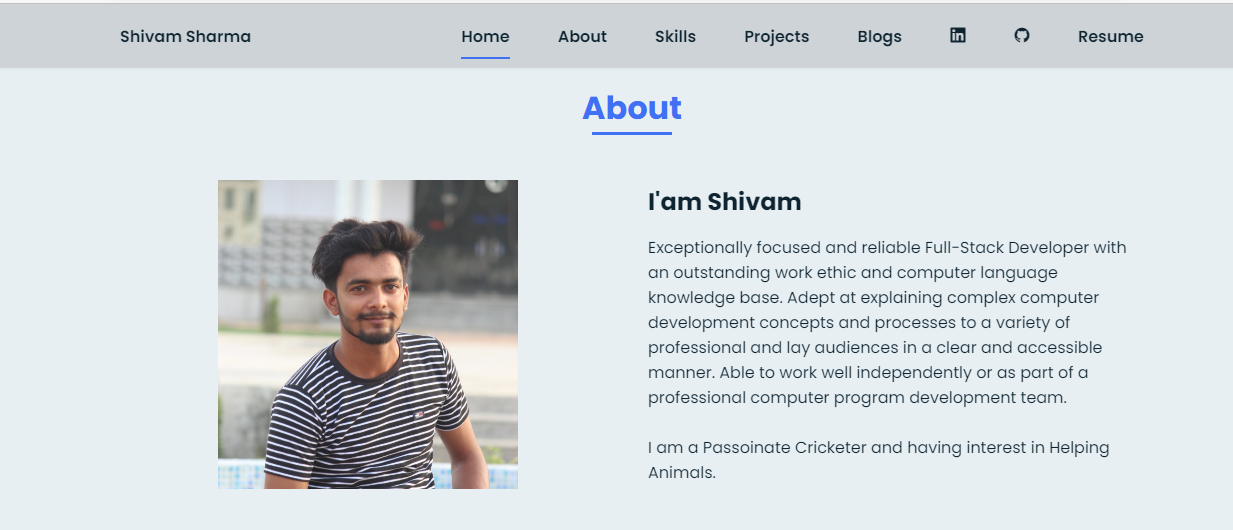 Shivam Sharma Home About Skills Projects Blogs in Resume
About
I'am Shivam
Exceptionally focused and reliable Full-Stack Developer with
an outstanding work ethic and computer language
knowledge base. Adept at explaining complex computer
development concepts and processes to a variety of
professional and lay audiences in a clear and accessible
manner. Able to work well independently or as part of a
professional computer program development team.
I am a Passoinate Cricketer and having interest in Helping
Animals.